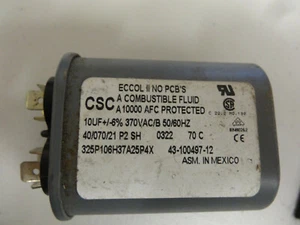 ECCOL II NO PCB'S
CSC A COMBUSTIBLE FLUID
A10000 AFC PROTECTED
10UF+/-6% 370VAC/B 50/60HZ
40/070/21 P2 SH 0322 70 C
325P106H37A25P4X 43-100497-12
ASM. IN MEXICO